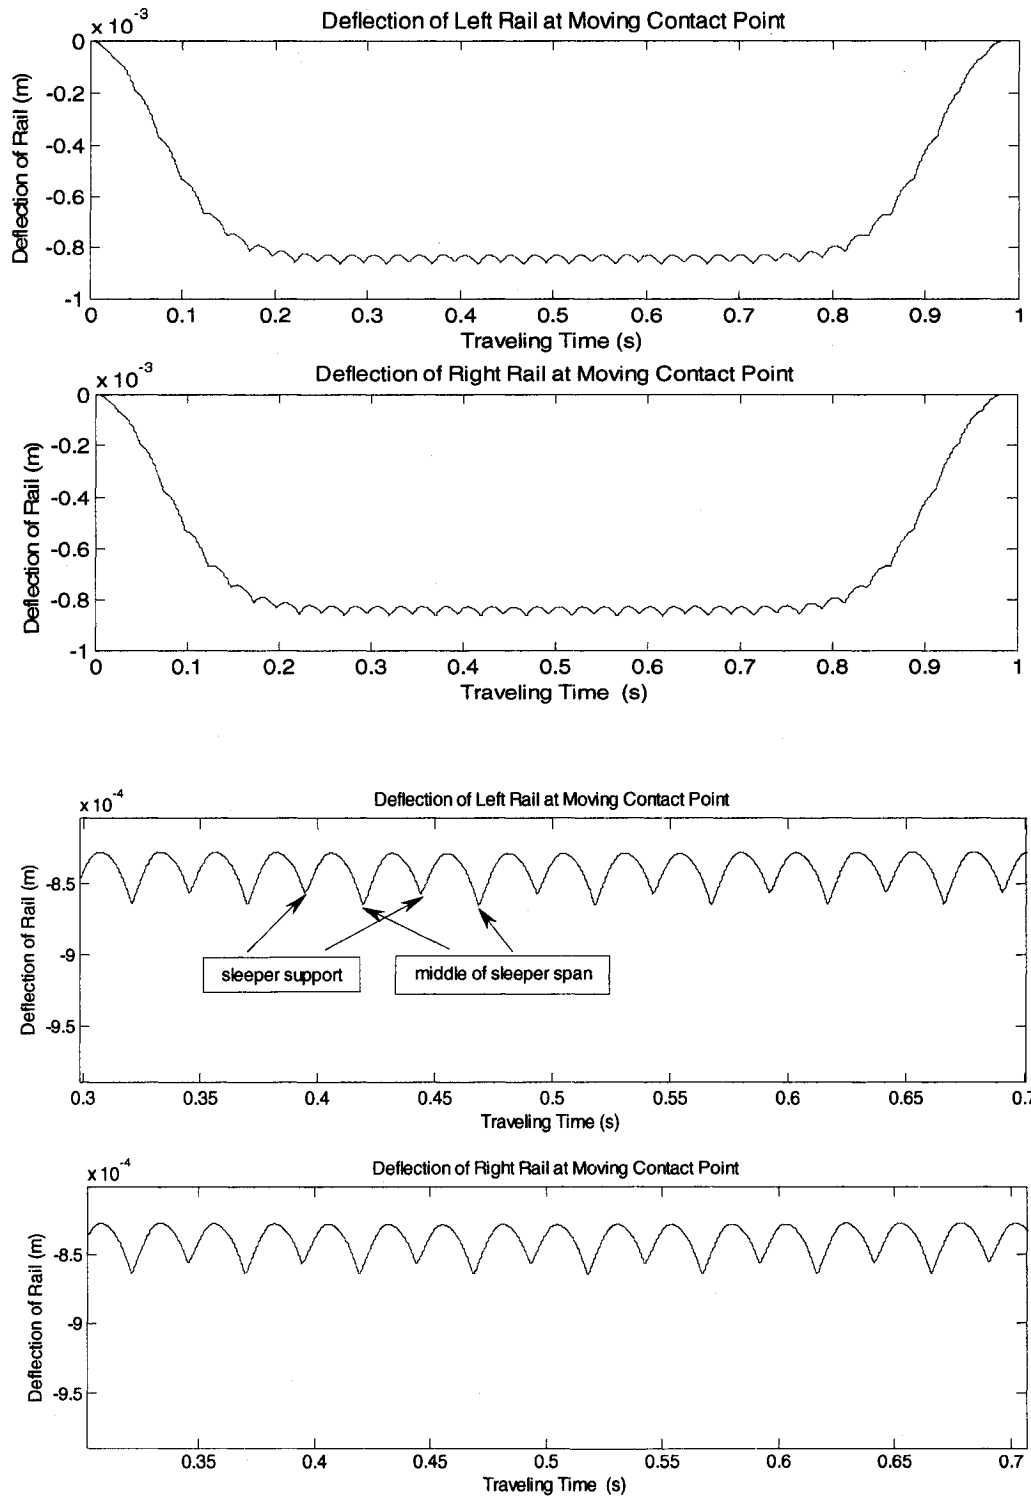 Deflection of Left Rail at Moving Contact Point
x 10^-3
0
-0.2
-0.4
-0.6
-0.8
-1
Deflection of Rail (m)
0 0.1 0.2 0.3 0.4 0.5 0.6 0.7 0.8 0.9 1
Traveling Time (s)
Deflection of Right Rail at Moving Contact Point
x 10^-3
0
-0.2
-0.4
-0.6
-0.8
-1
Deflection of Rail (m)
0 0.1 0.2 0.3 0.4 0.5 0.6 0.7 0.8 0.9 1
Traveling Time (s)
Deflection of Left Rail at Moving Contact Point
x 10^-4
-8.5
-9
-9.5
Deflection of Rail (m)
sleeper support
middle of sleeper span
0.3 0.35 0.4 0.45 0.5 0.55 0.6 0.65 0.7
Traveling Time (s)
Deflection of Right Rail at Moving Contact Point
x 10^-4
-8.5
-9
-9.5
Deflection of Rail (m)
0.35 0.4 0.45 0.5 0.55 0.6 0.65 0.7
Traveling Time (s)